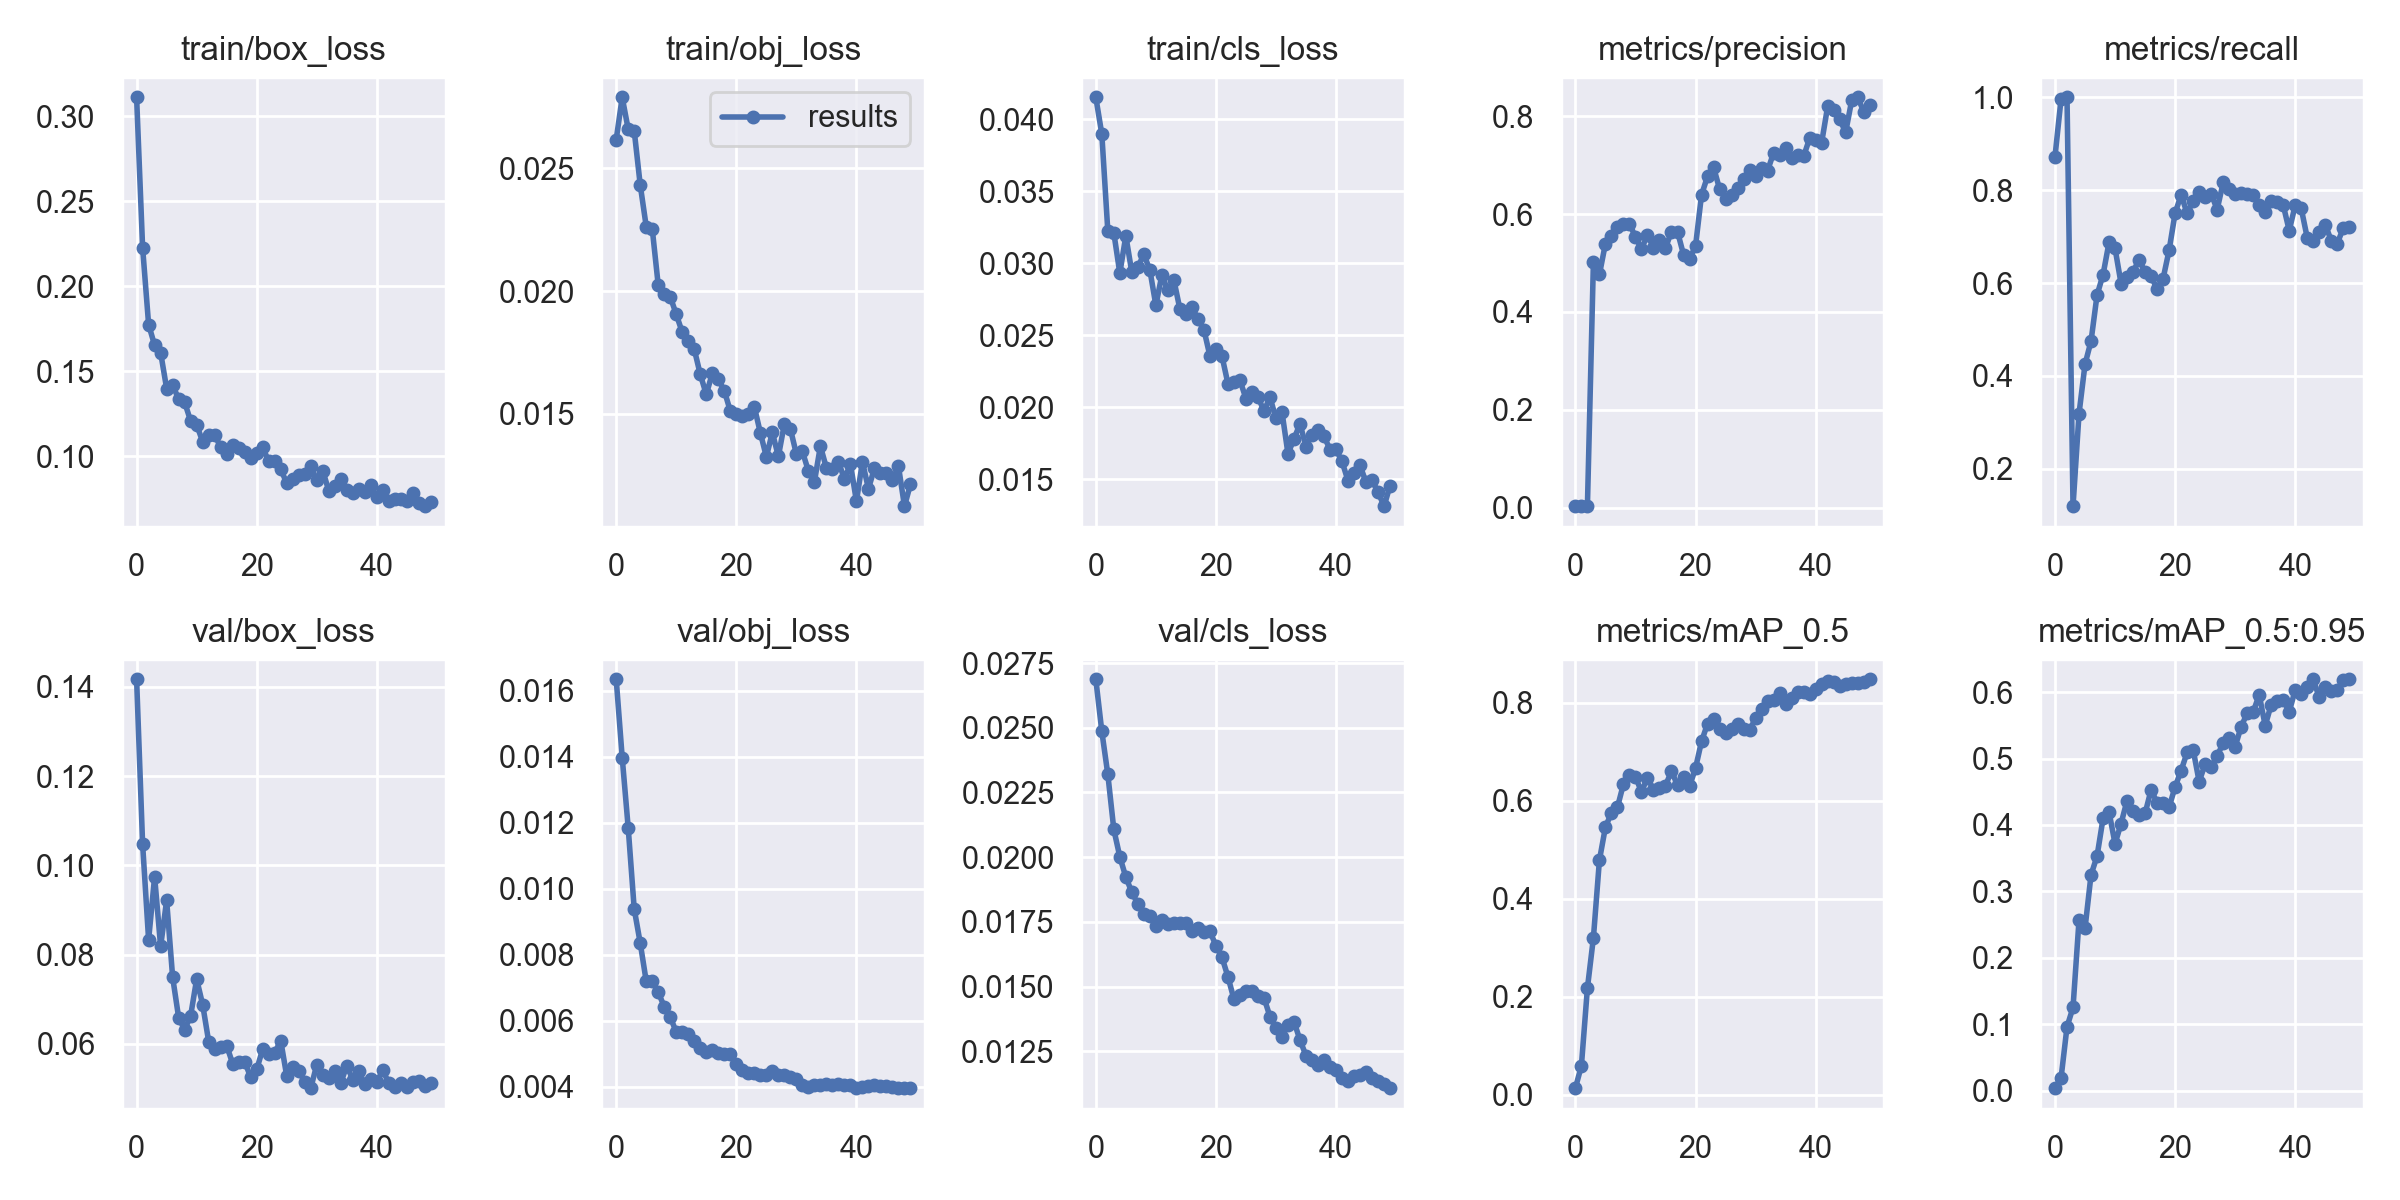 train/box_loss
0.30
0.25
0.20
0.15
0.10
0 20 40
train/obj_loss
results
0.025
0.020
0.015
0 20 40
train/cls_loss
0.040
0.035
0.030
0.025
0.020
0.015
0 20 40
metrics/precision
0.8
0.6
0.4
0.2
0.0
0 20 40
metrics/recall
1.0
0.8
0.6
0.4
0.2
0 20 40
val/box_loss
0.14
0.12
0.10
0.08
0.06
0 20 40
val/obj_loss
0.016
0.014
0.012
0.010
0.008
0.006
0.004
0 20 40
val/cls_loss
0.0275
0.0250
0.0225
0.0200
0.0175
0.0150
0.0125
0 20 40
metrics/mAP_0.5
0.8
0.6
0.4
0.2
0.0
0 20 40
metrics/mAP_0.5:0.95
0.6
0.5
0.4
0.3
0.2
0.1
0.0
0 20 40